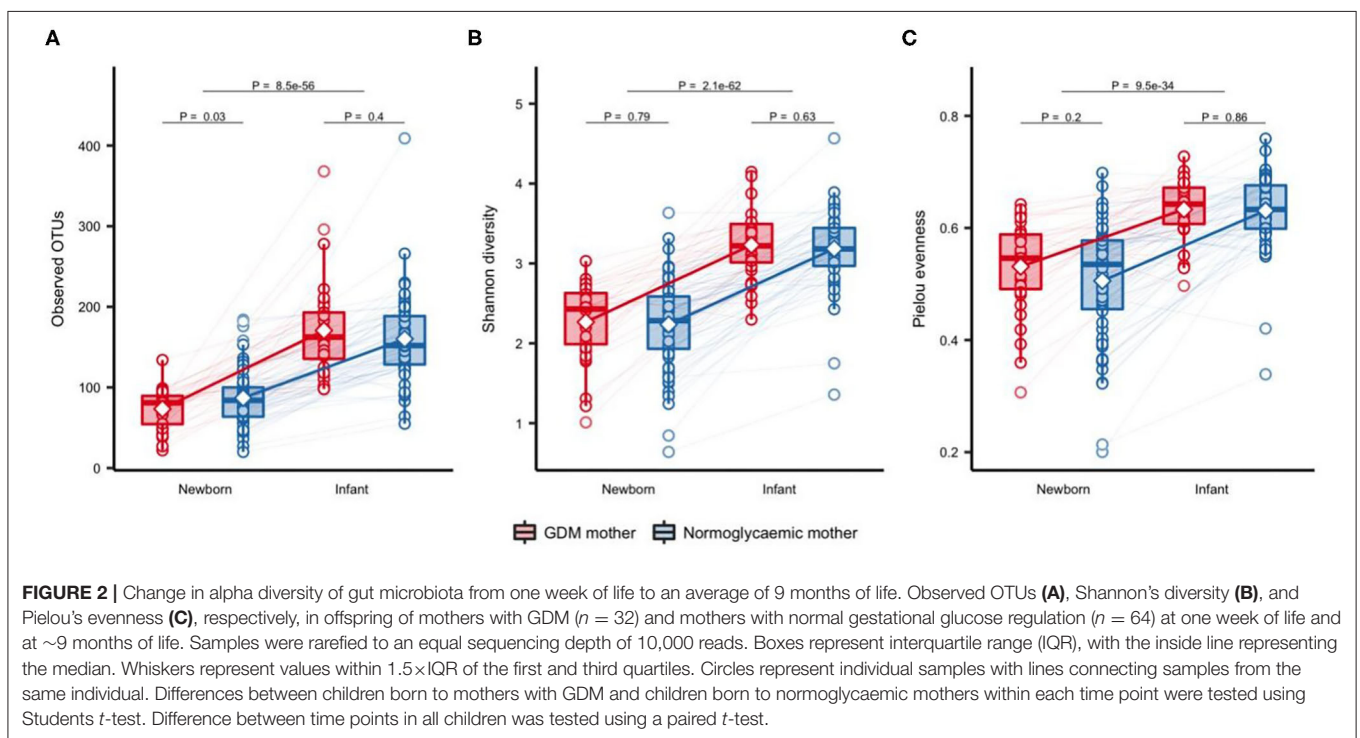 A
B
C
P = 8.5e-56
P = 0.03
P = 0.4
400
300
200
100
0
Observed OTUs
Newborn
Infant
P = 2.1e-62
P = 0.79
P = 0.63
5
4
3
2
1
Shannon diversity
Newborn
Infant
P = 9.5e-34
P = 0.2
P = 0.86
0.8
0.6
0.4
0.2
Pielou evenness
Newborn
Infant
GDM mother
Normoglycaemic mother
FIGURE 2 | Change in alpha diversity of gut microbiota from one week of life to an average of 9 months of life. Observed OTUs (A), Shannon's diversity (B), and
Pielou's evenness (C), respectively, in offspring of mothers with GDM (n = 32) and mothers with normal gestational glucose regulation (n = 64) at one week of life and
at ∼9 months of life. Samples were rarefied to an equal sequencing depth of 10,000 reads. Boxes represent interquartile range (IQR), with the inside line representing
the median. Whiskers represent values within 1.5×IQR of the first and third quartiles. Circles represent individual samples with lines connecting samples from the
same individual. Differences between children born to mothers with GDM and children born to normoglycaemic mothers within each time point were tested using
Students t-test. Difference between time points in all children was tested using a paired t-test.